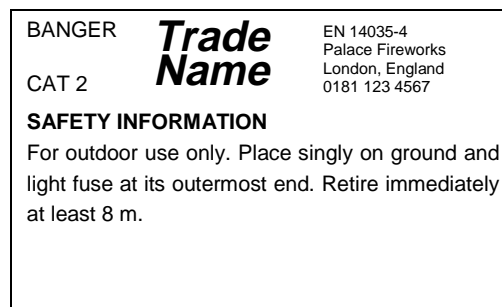 BANGER
CAT 2
Trade
Name
EN 14035-4
Palace Fireworks
London, England
0181 123 4567
SAFETY INFORMATION
For outdoor use only. Place singly on ground and
light fuse at its outermost end. Retire immediately
at least 8 m.